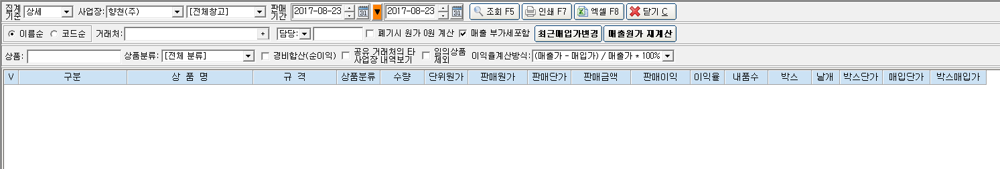 집계기준 상세 사업장: 향천(주) [전체창고] 판매기간 2017-08-23 31 ▼ 2017-08-23 31 조회 F5 인쇄 F7 엑셀 F8 닫기 C
이름순 코드순 거래처: + 담당: 폐기시 원가 0원 계산 매출 부가세포함 최근매입가변경 매출원가 재계산
상품: 상품분류: [전체 분류] 경비합산(순이익) 공유 거래처의 타사업장 내역보기 임의상품 제외 이익율계산방식: (매출가 - 매입가) / 매출가 * 100%
V 구분 상 품 명 규 격 상품분류 수량 단위원가 판매원가 판매단가 판매금액 판매이익 이익율 내품수 박스 낱개 박스단가 매입단가 박스매입가